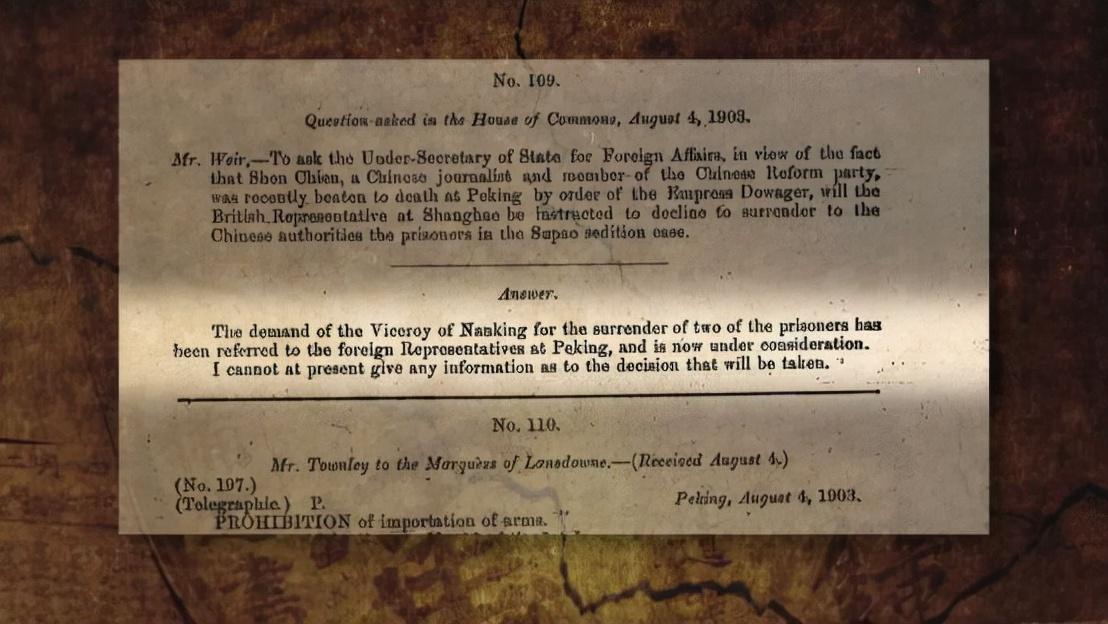 No. 109.
Question asked in the House of Commons, August 4, 1903.
Mr. Weir,—To ask the Under-Secretary of State for Foreign Affairs, in view of the fact
that Shen Chien, a Chinese journalist and member of the Chinese Reform party,
was recently beaten to death at Peking by order of the Empress Dowager, will the
British Representative at Shanghae be instructed to decline to surrender to the
Chinese authorities the prisoners in the Supao sedition case.
Answer.
The demand of the Viceroy of Nanking for the surrender of two of the prisoners has
been referred to the foreign Representatives at Peking, and is now under consideration.
I cannot at present give any information as to the decision that will be taken.
No. 110.
Mr. Townley to the Marquess of Lansdowne.—(Received August 4.)
(No. 197.)
(Telegraphic.) P. Peking, August 4, 1903.
PROHIBITION of importation of arms.